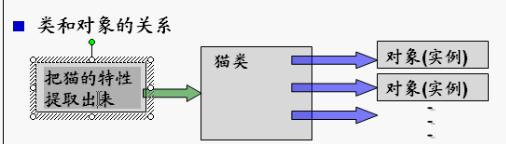 类和对象的关系
把猫的特性
提取出来
猫类
对象(实例)
对象(实例)